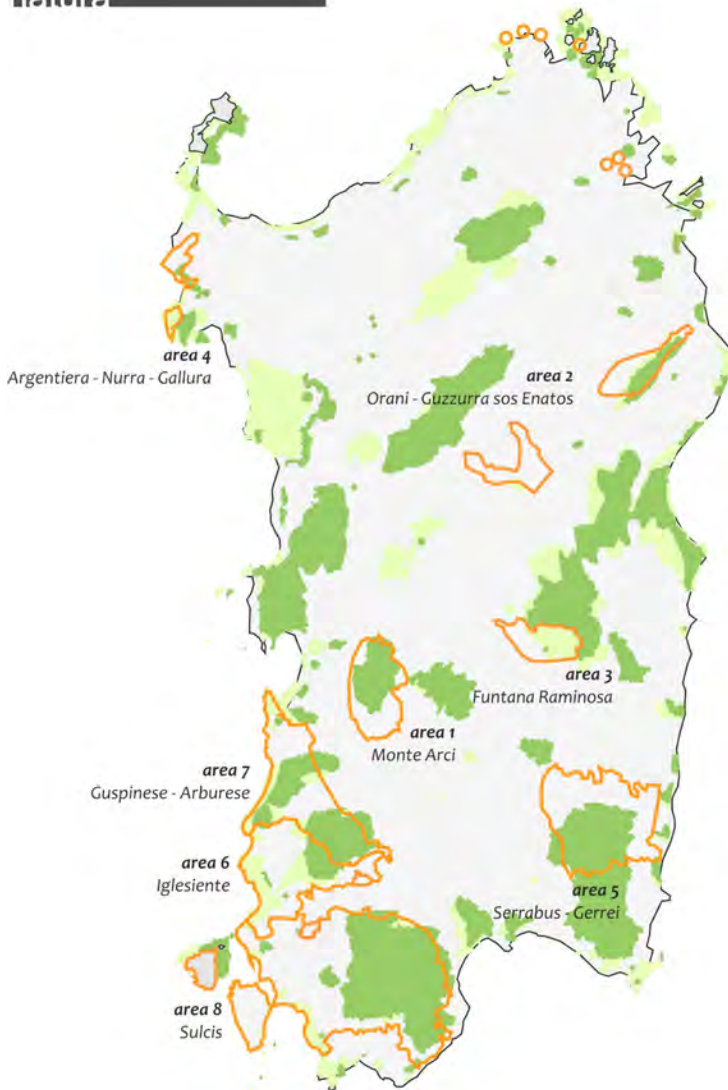 area 4
Argentiera - Nurra - Gallura
area 2
Orani - Guzzurra sos Enatos
area 3
Funtana Raminosa
area 1
Monte Arci
area 7
Guspinese - Arburese
area 6
Iglesiente
area 5
Serrabus - Gerrei
area 8
Sulcis